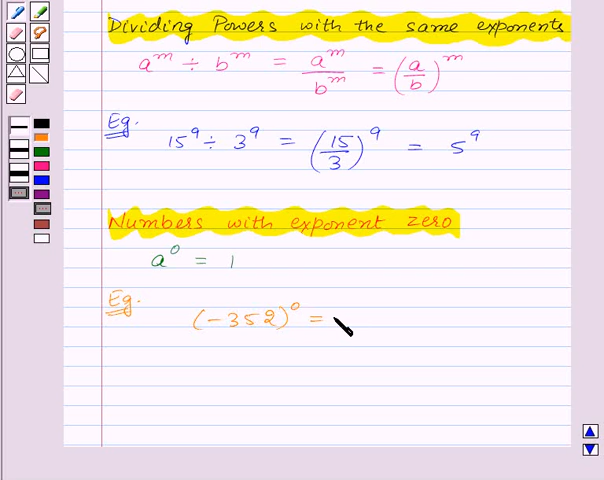 Dividing Powers with the same exponents
a^m ÷ b^m = a^m/b^m = (a/b)^m
Eg.
15^9 ÷ 3^9 = (15/3)^9 = 5^9
Numbers with exponent zero
a^0 = 1
Eg.
(-352)^0 =